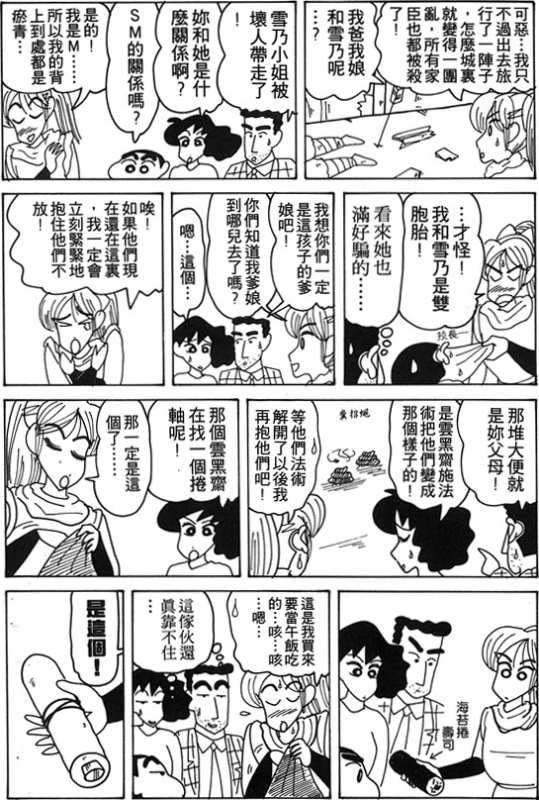 可惡…我只
不過出去旅
行了一陣子
，怎麼城裏
就變得一團
亂，所有家
臣也都被殺
了！
我爸我娘
和雪乃呢
…？
雪乃小姐被
壞人帶走了
！
妳和她是什
麼關係啊？
ＳＭ的關係嗎？
是的！
我是Ｍ……
所以我的背
上到處都是
瘀青…
…才怪！
我和雪乃是雙
胞胎！
看來她也
滿好騙的……
我想你們一定
是這孩子的爹
娘吧！
你們知道我爹娘
到哪兒去了嗎？
嗯…這個…
唉！
如果他們現
在還在這裏
，我一定會
立刻緊緊地
抱住他們不
放！
那堆大便就
是妳父母！
是雲黑齋施法
術把他們變成
那個樣子的！
等他們法術
解開了以後我
再抱他們吧！
那個雲黑齋
在找一個捲
軸呢！
那一定是這
個了……
海苔捲
壽司
這是我買來
要當午飯吃
的…咳…咳
…嗯…
這傢伙還
眞靠不住
…
是這個！